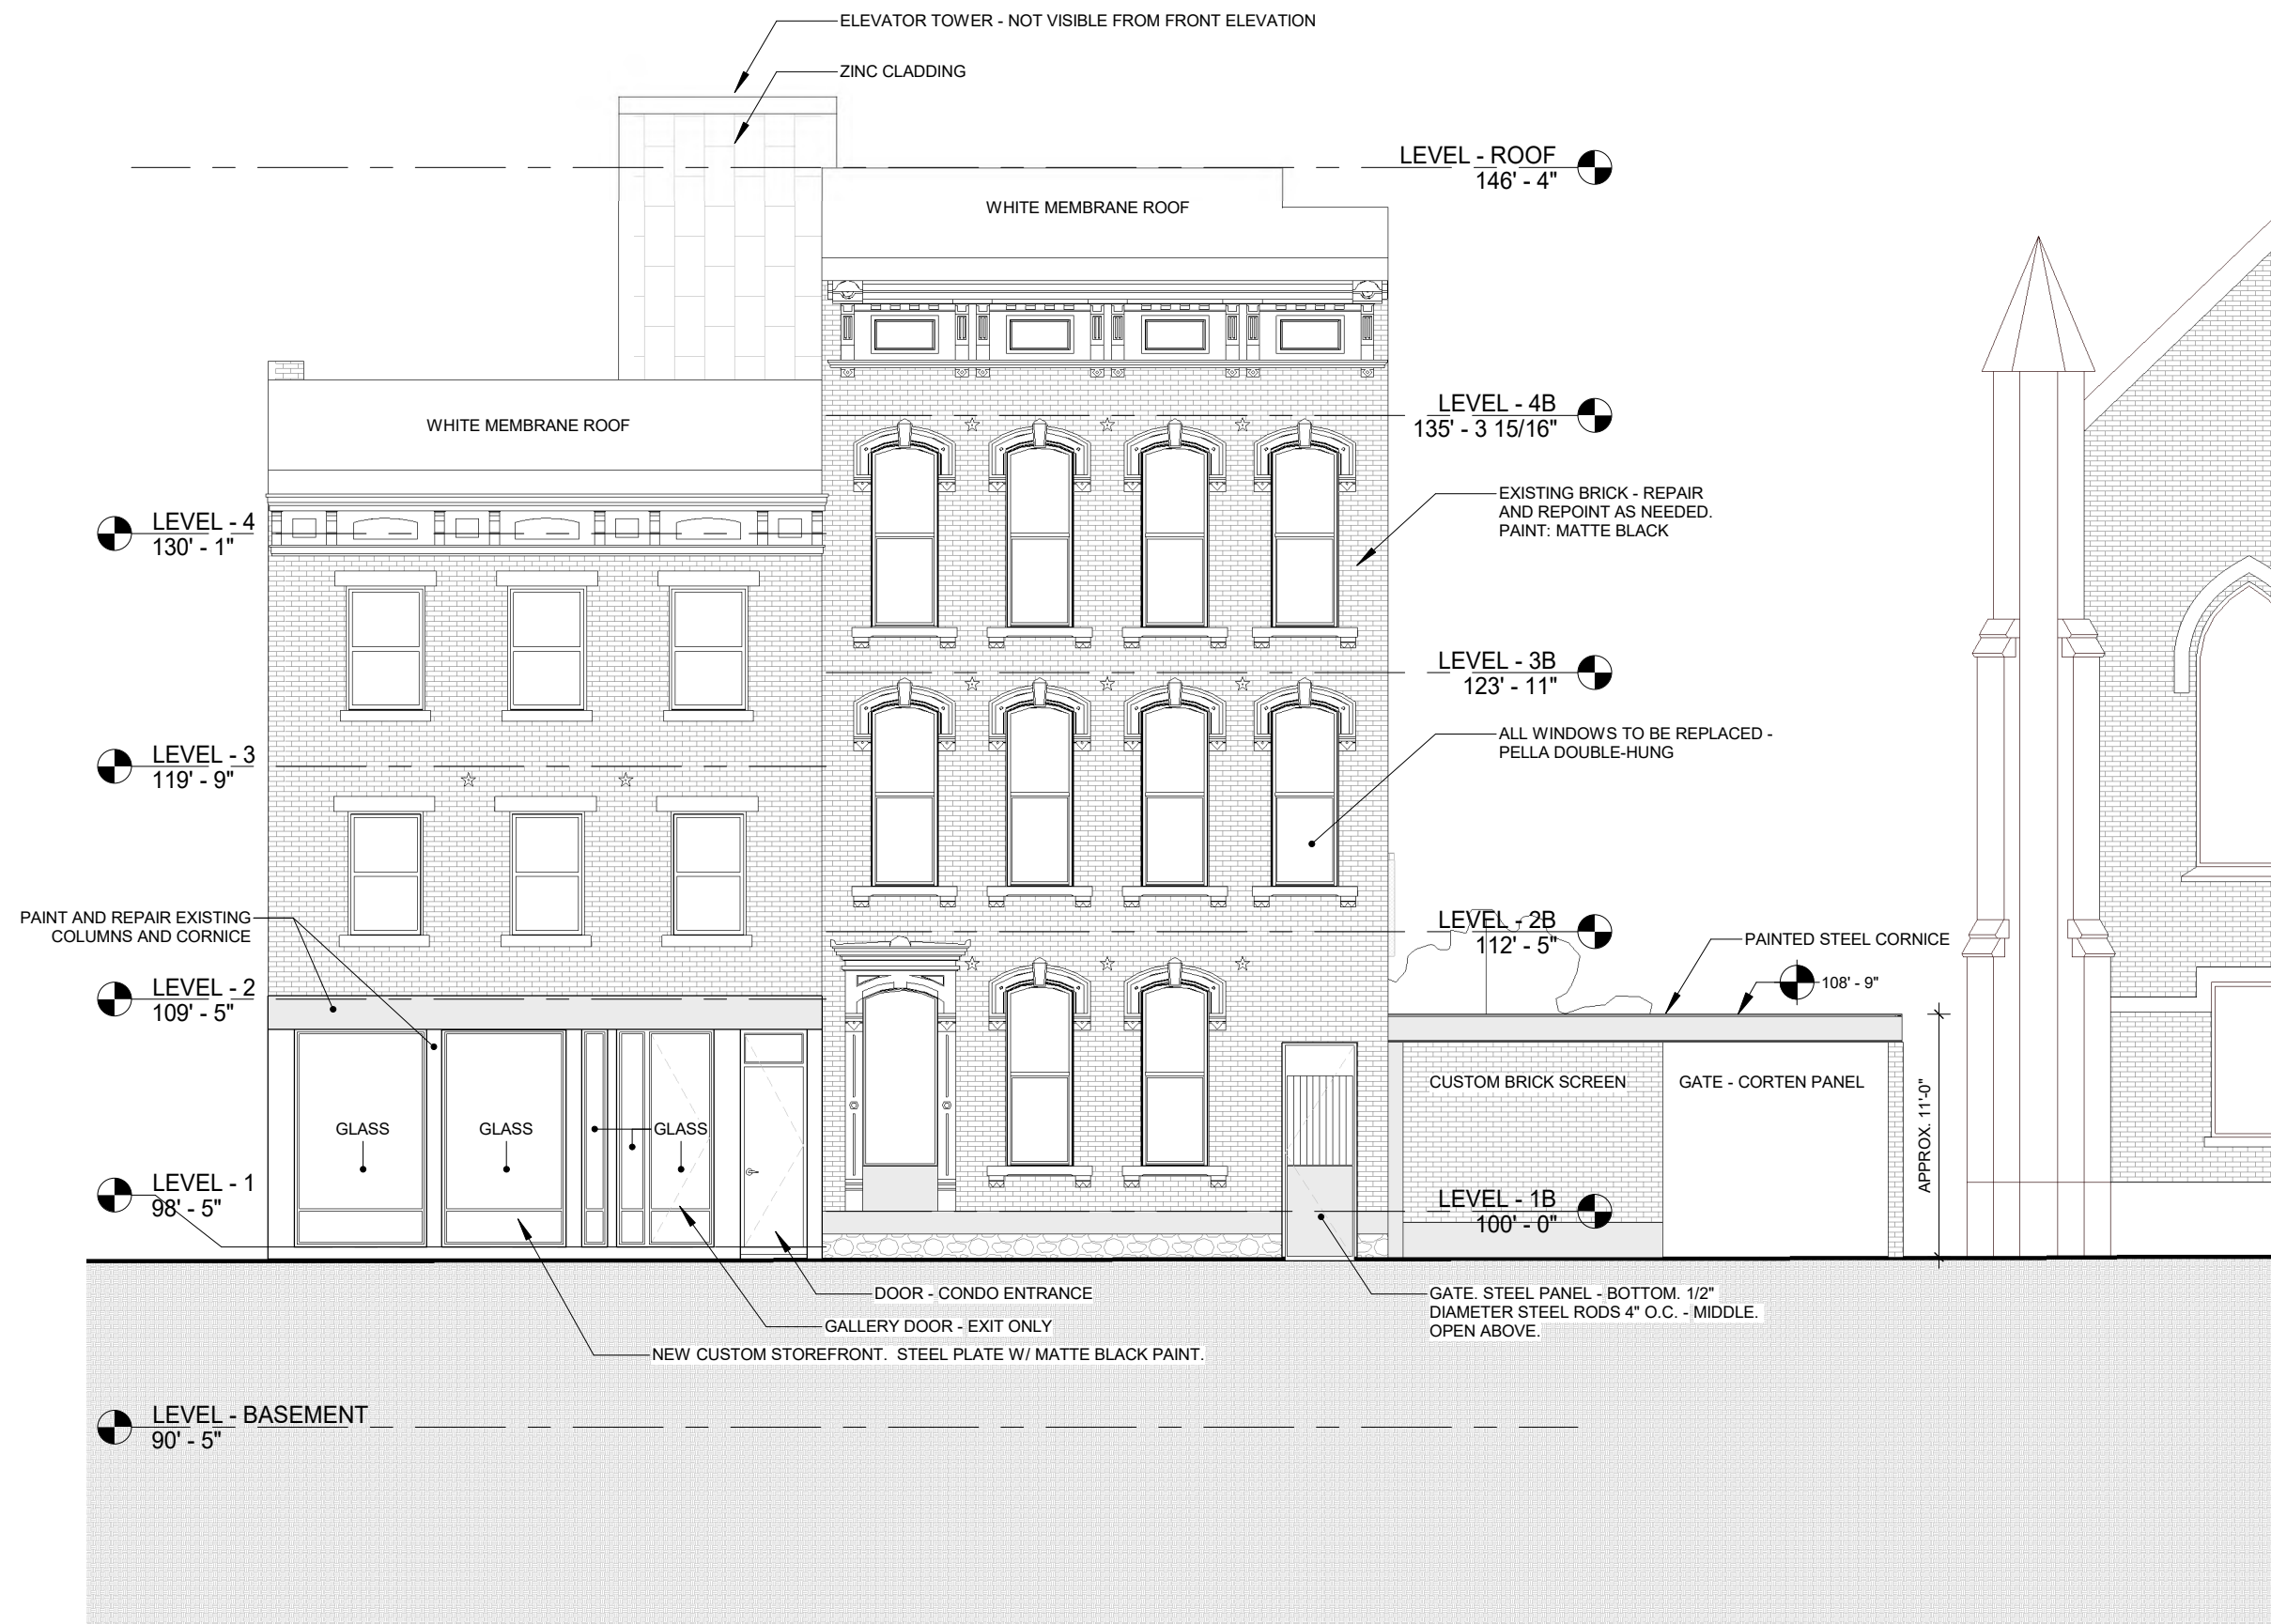 ELEVATOR TOWER - NOT VISIBLE FROM FRONT ELEVATION
ZINC CLADDING
LEVEL - ROOF
146' - 4"
WHITE MEMBRANE ROOF
LEVEL - 4B
135' - 3 15/16"
WHITE MEMBRANE ROOF
EXISTING BRICK - REPAIR
AND REPOINT AS NEEDED.
PAINT: MATTE BLACK
LEVEL - 4
130' - 1"
LEVEL - 3B
123' - 11"
ALL WINDOWS TO BE REPLACED -
PELLA DOUBLE-HUNG
LEVEL - 3
119' - 9"
PAINT AND REPAIR EXISTING
COLUMNS AND CORNICE
LEVEL - 2B
112' - 5"
PAINTED STEEL CORNICE
108' - 9"
LEVEL - 2
109' - 5"
CUSTOM BRICK SCREEN
GATE - CORTEN PANEL
APPROX. 11'-0"
GLASS
GLASS
GLASS
LEVEL - 1
98' - 5"
LEVEL - 1B
100' - 0"
DOOR - CONDO ENTRANCE
GALLERY DOOR - EXIT ONLY
NEW CUSTOM STOREFRONT. STEEL PLATE W/ MATTE BLACK PAINT.
GATE. STEEL PANEL - BOTTOM. 1/2"
DIAMETER STEEL RODS 4" O.C. - MIDDLE.
OPEN ABOVE.
LEVEL - BASEMENT
90' - 5"